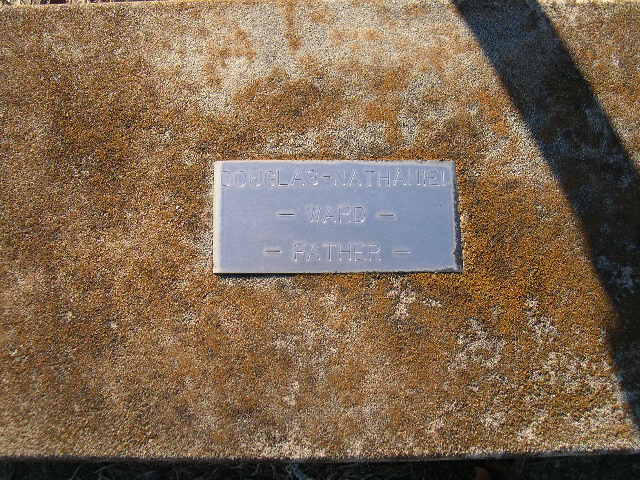 DOUGLAS-NATHANIEL
- WARD -
- FATHER -